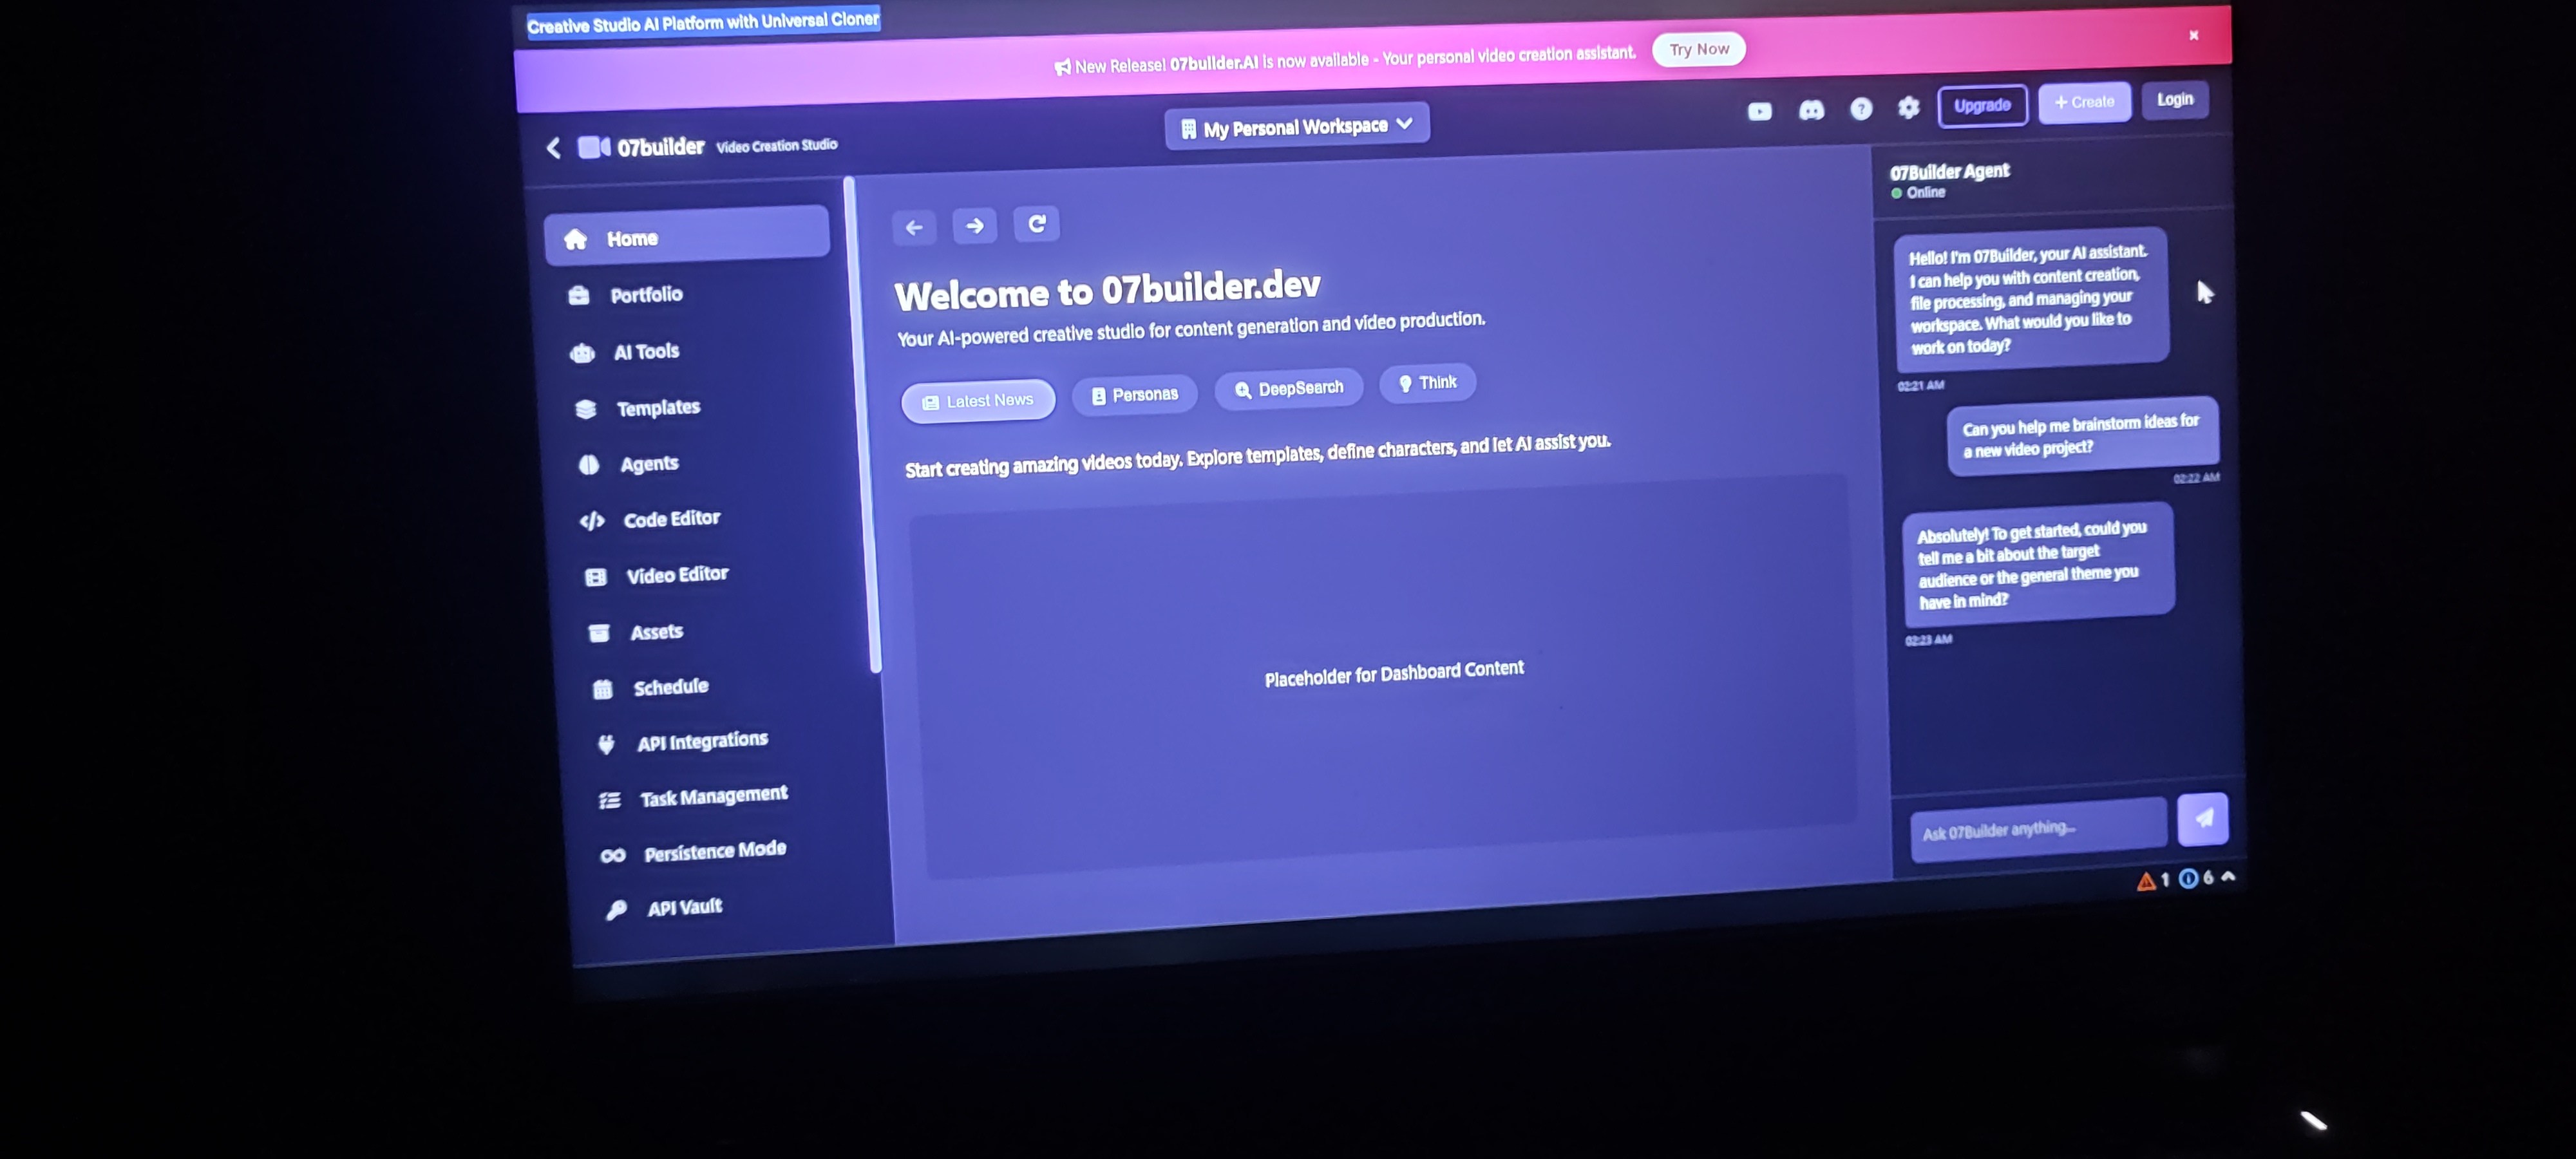 Creative Studio AI Platform with Universal Cloner
New Release! 07builder.AI is now available - Your personal video creation assistant.
Try Now
07builder
Video Creation Studio
My Personal Workspace
Upgrade
+ Create
Login
Home
Portfolio
AI Tools
Templates
Agents
Code Editor
Video Editor
Assets
Schedule
API Integrations
Task Management
Persistence Mode
API Vault
Welcome to 07builder.dev
Your AI-powered creative studio for content generation and video production.
Latest News
Personas
DeepSearch
Think
Start creating amazing videos today. Explore templates, define characters, and let AI assist you.
Placeholder for Dashboard Content
07Builder Agent
Online
Hello! I'm 07Builder, your AI assistant.
I can help you with content creation,
file processing, and managing your
workspace. What would you like to
work on today?
02:21 AM
Can you help me brainstorm ideas for
a new video project?
02:22 AM
Absolutely! To get started, could you
tell me a bit about the target
audience or the general theme you
have in mind?
02:23 AM
Ask 07Builder anything...
1 6